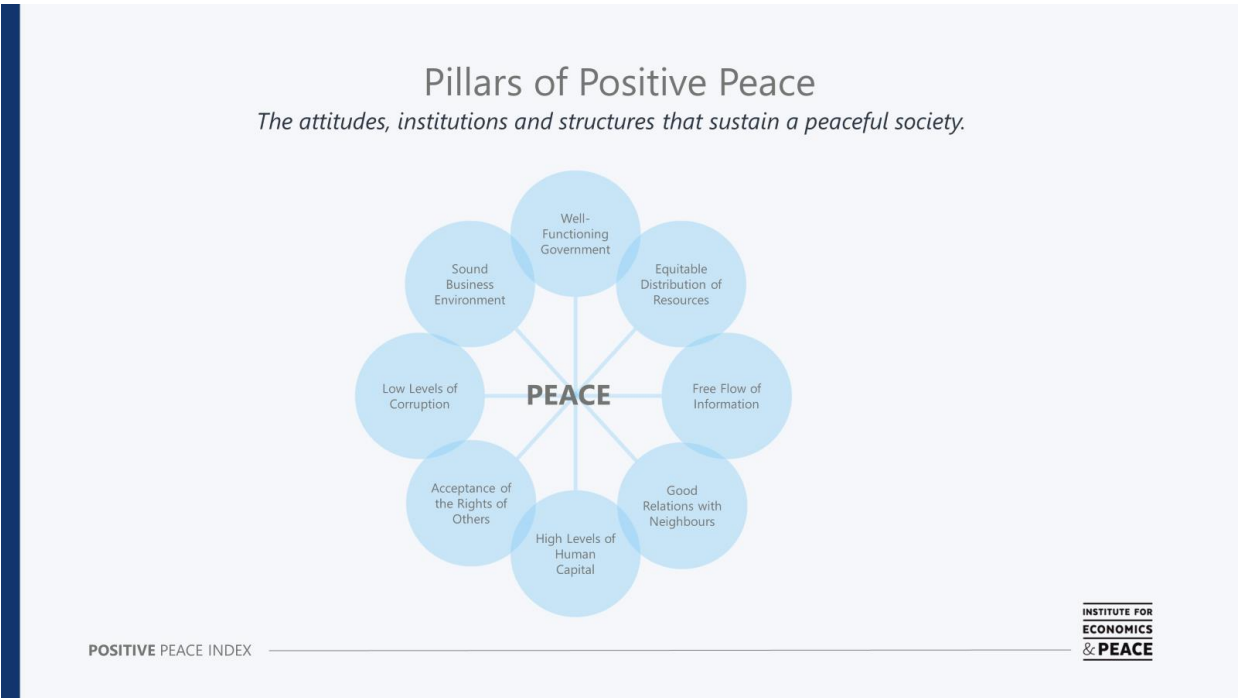 Pillars of Positive Peace
The attitudes, institutions and structures that sustain a peaceful society.
Well-
Functioning
Government
Equitable
Distribution of
Resources
Free Flow of
Information
Good
Relations with
Neighbours
High Levels of
Human
Capital
Acceptance of
the Rights of
Others
Low Levels of
Corruption
Sound
Business
Environment
PEACE
POSITIVE PEACE INDEX
INSTITUTE FOR
ECONOMICS
& PEACE